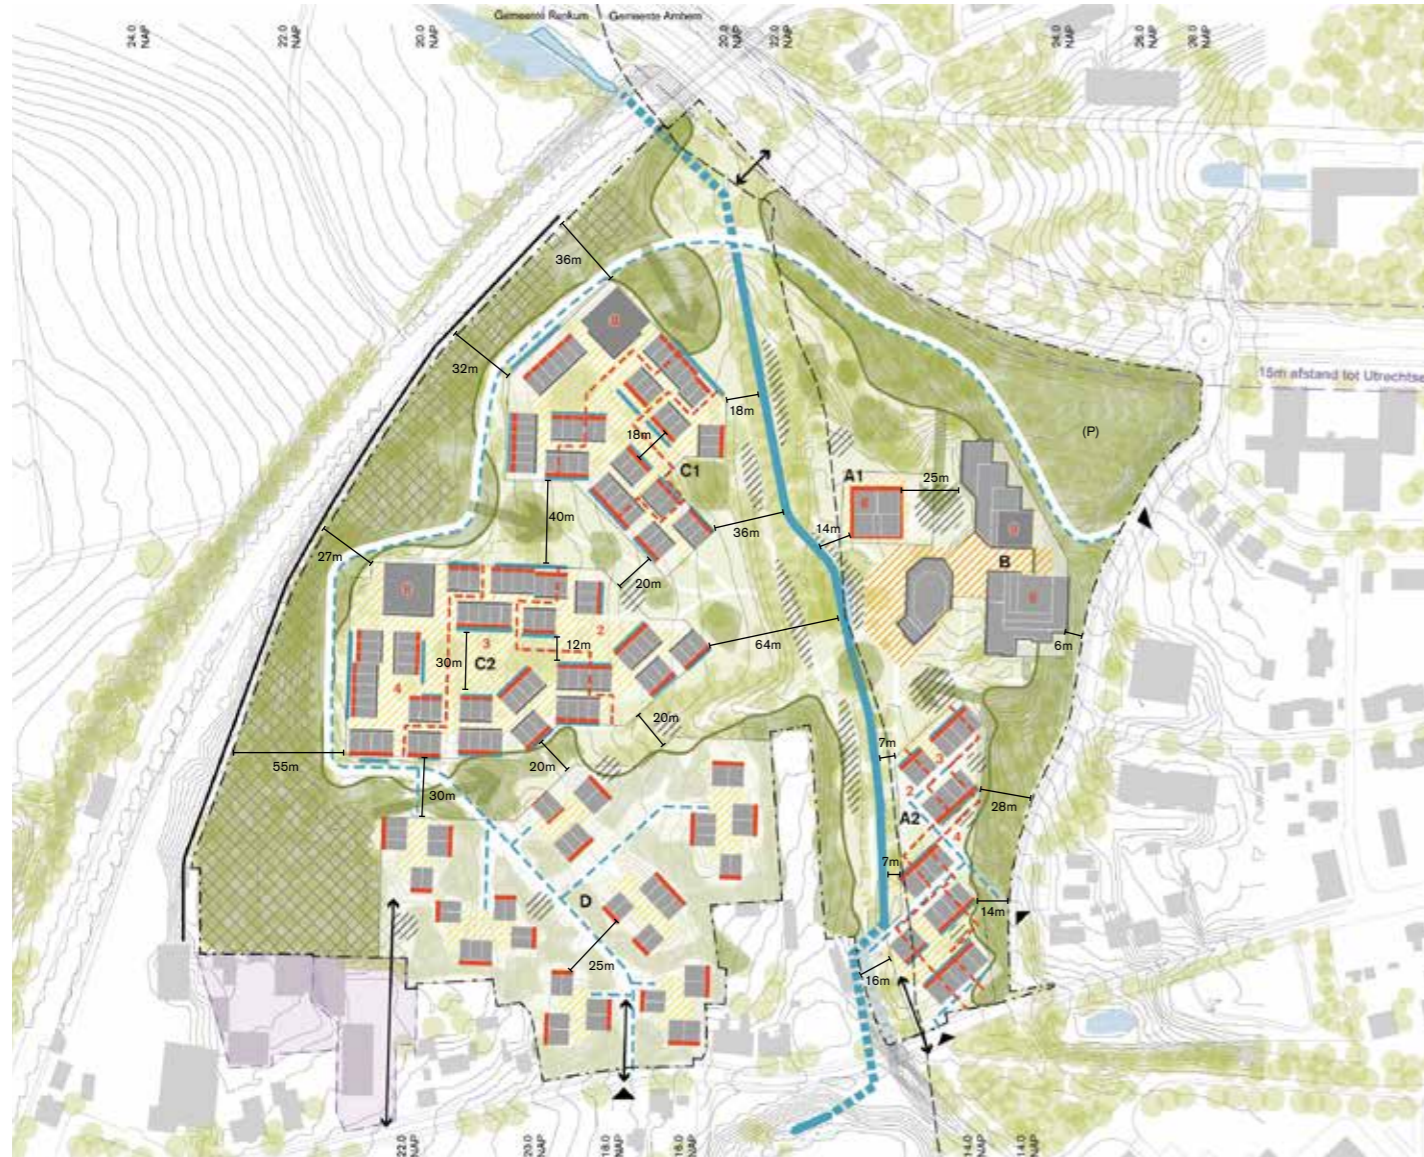 Gemeente Renkum
Gemeente Arnhem
24.0
NAP
22.0
NAP
20.0
NAP
20.0
NAP
22.0
NAP
24.0
NAP
26.0
NAP
28.0
NAP
36m
32m
15m afstand tot Utrechtse
18m
18m
(P)
C1
A1
25m
40m
36m
14m
27m
20m
B
2
3
12m
30m
C2
64m
6m
4
20m
7m
55m
20m
3
30m
2
28m
A2
4
7m
D
14m
25m
16m
22.0
NAP
20.0
NAP
18.0
NAP
16.0
NAP
14.0
NAP
14.0
NAP